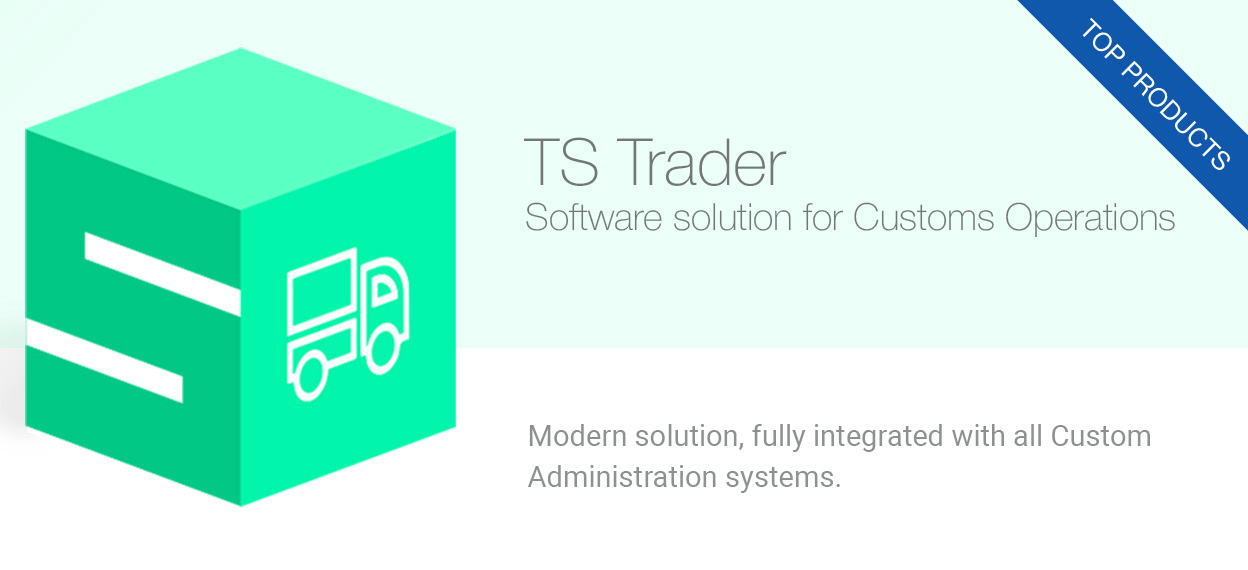 TOP PRODUCTS
TS Trader
Software solution for Customs Operations
Modern solution, fully integrated with all Custom
Administration systems.